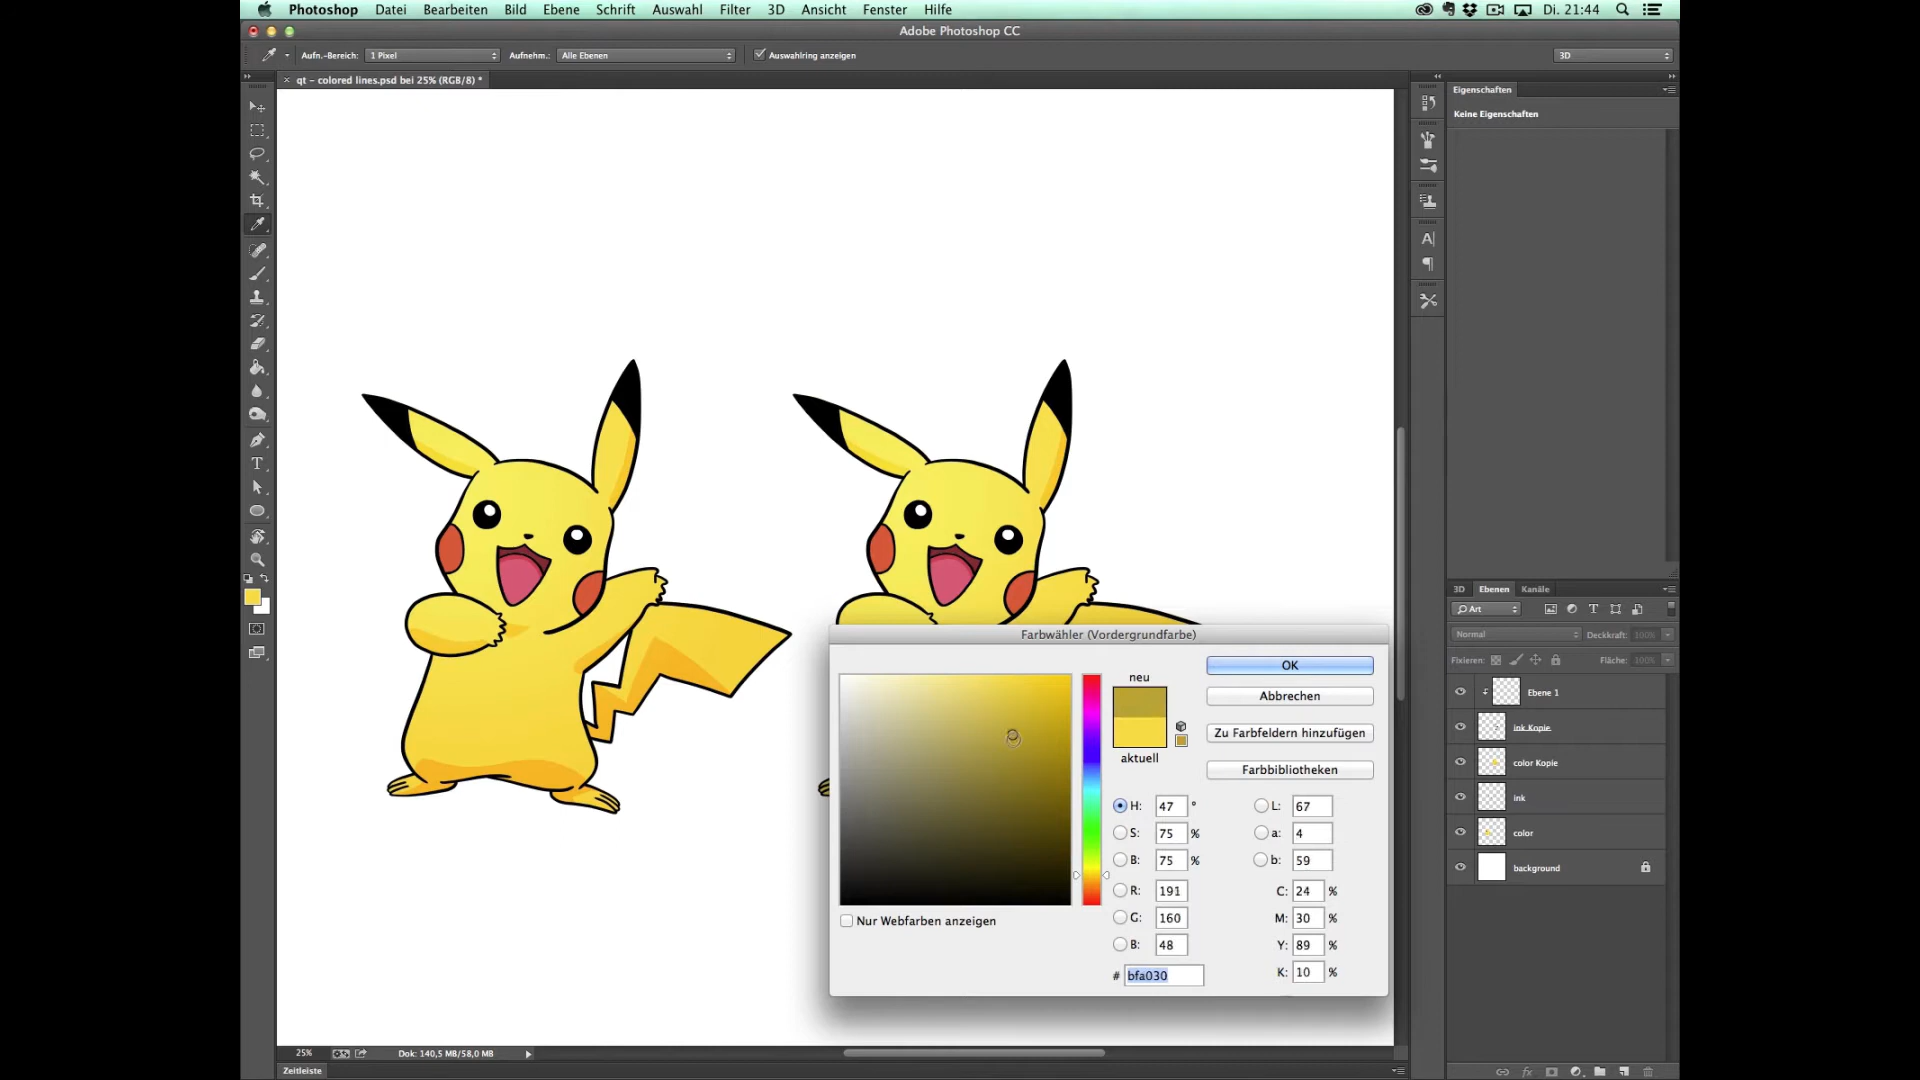 Photoshop Datei Bearbeiten Bild Ebene Schrift Auswahl Filter 3D Ansicht Fenster Hilfe Di. 21:44
Adobe Photoshop CC
Aufn.-Bereich: 1 Pixel Aufnehm.: Alle Ebenen Auswahlring anzeigen 3D
qt - colored lines.psd bei 25% (RGB/8) *
Eigenschaften
Keine Eigenschaften
3D Ebenen Kanäle
Art
Normal Deckkraft: 100%
Fixieren: Fläche: 100%
Ebene 1
ink Kopie
color Kopie
ink
color
background
Farbwähler (Vordergrundfarbe)
OK
neu
Abbrechen
Zu Farbfeldern hinzufügen
aktuell
Farbbibliotheken
H: 47 ° L: 67
S: 75 % a: 4
B: 75 % b: 59
R: 191 C: 24 %
G: 160 M: 30 %
B: 48 Y: 89 %
# bfa030 K: 10 %
Nur Webfarben anzeigen
25% Dok: 140,5 MB/58,0 MB
Zeitleiste